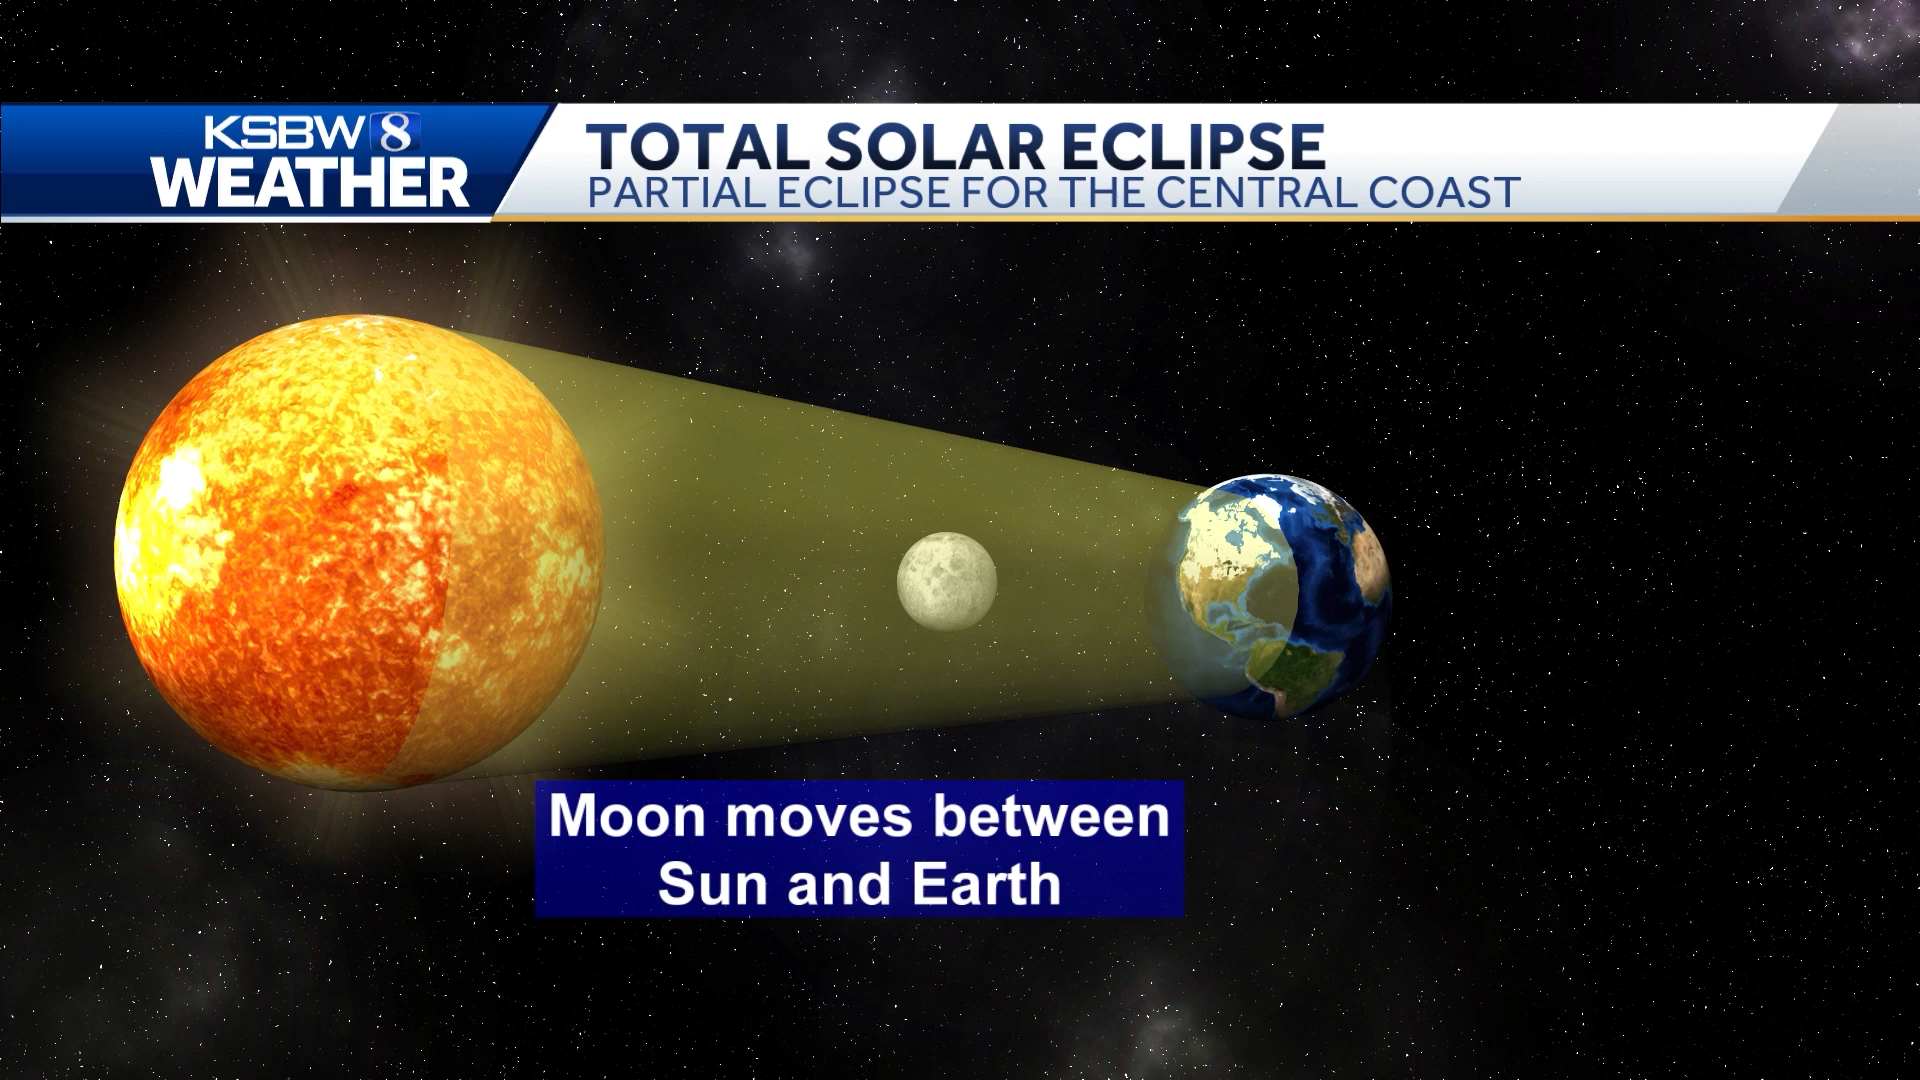 KSBW 8
WEATHER
TOTAL SOLAR ECLIPSE
PARTIAL ECLIPSE FOR THE CENTRAL COAST
Moon moves between
Sun and Earth